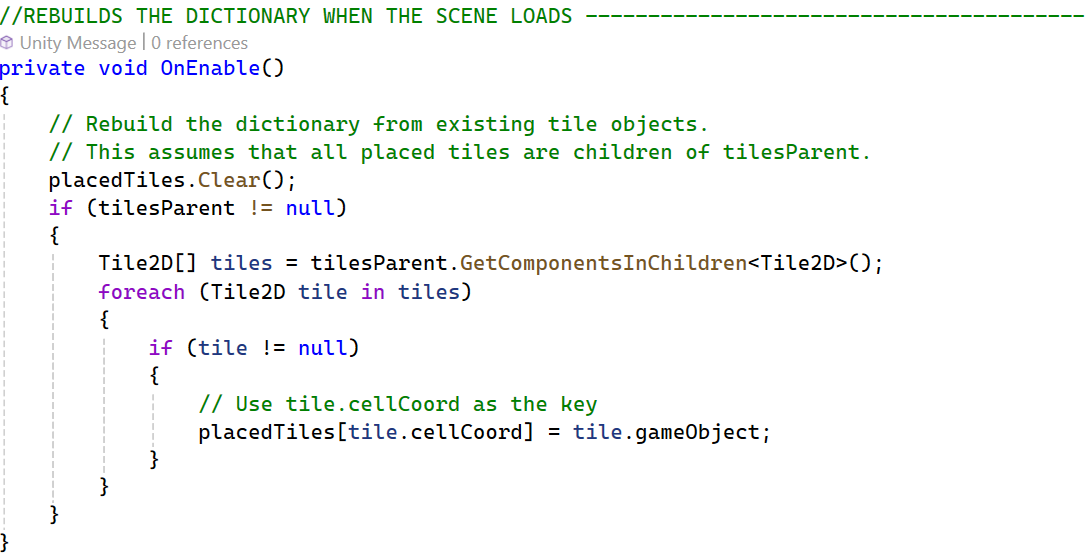 //REBUILDS THE DICTIONARY WHEN THE SCENE LOADS ----------------------------------------
Unity Message | 0 references
private void OnEnable()
{
    // Rebuild the dictionary from existing tile objects.
    // This assumes that all placed tiles are children of tilesParent.
    placedTiles.Clear();
    if (tilesParent != null)
    {
        Tile2D[] tiles = tilesParent.GetComponentsInChildren<Tile2D>();
        foreach (Tile2D tile in tiles)
        {
            if (tile != null)
            {
                // Use tile.cellCoord as the key
                placedTiles[tile.cellCoord] = tile.gameObject;
            }
        }
    }
}